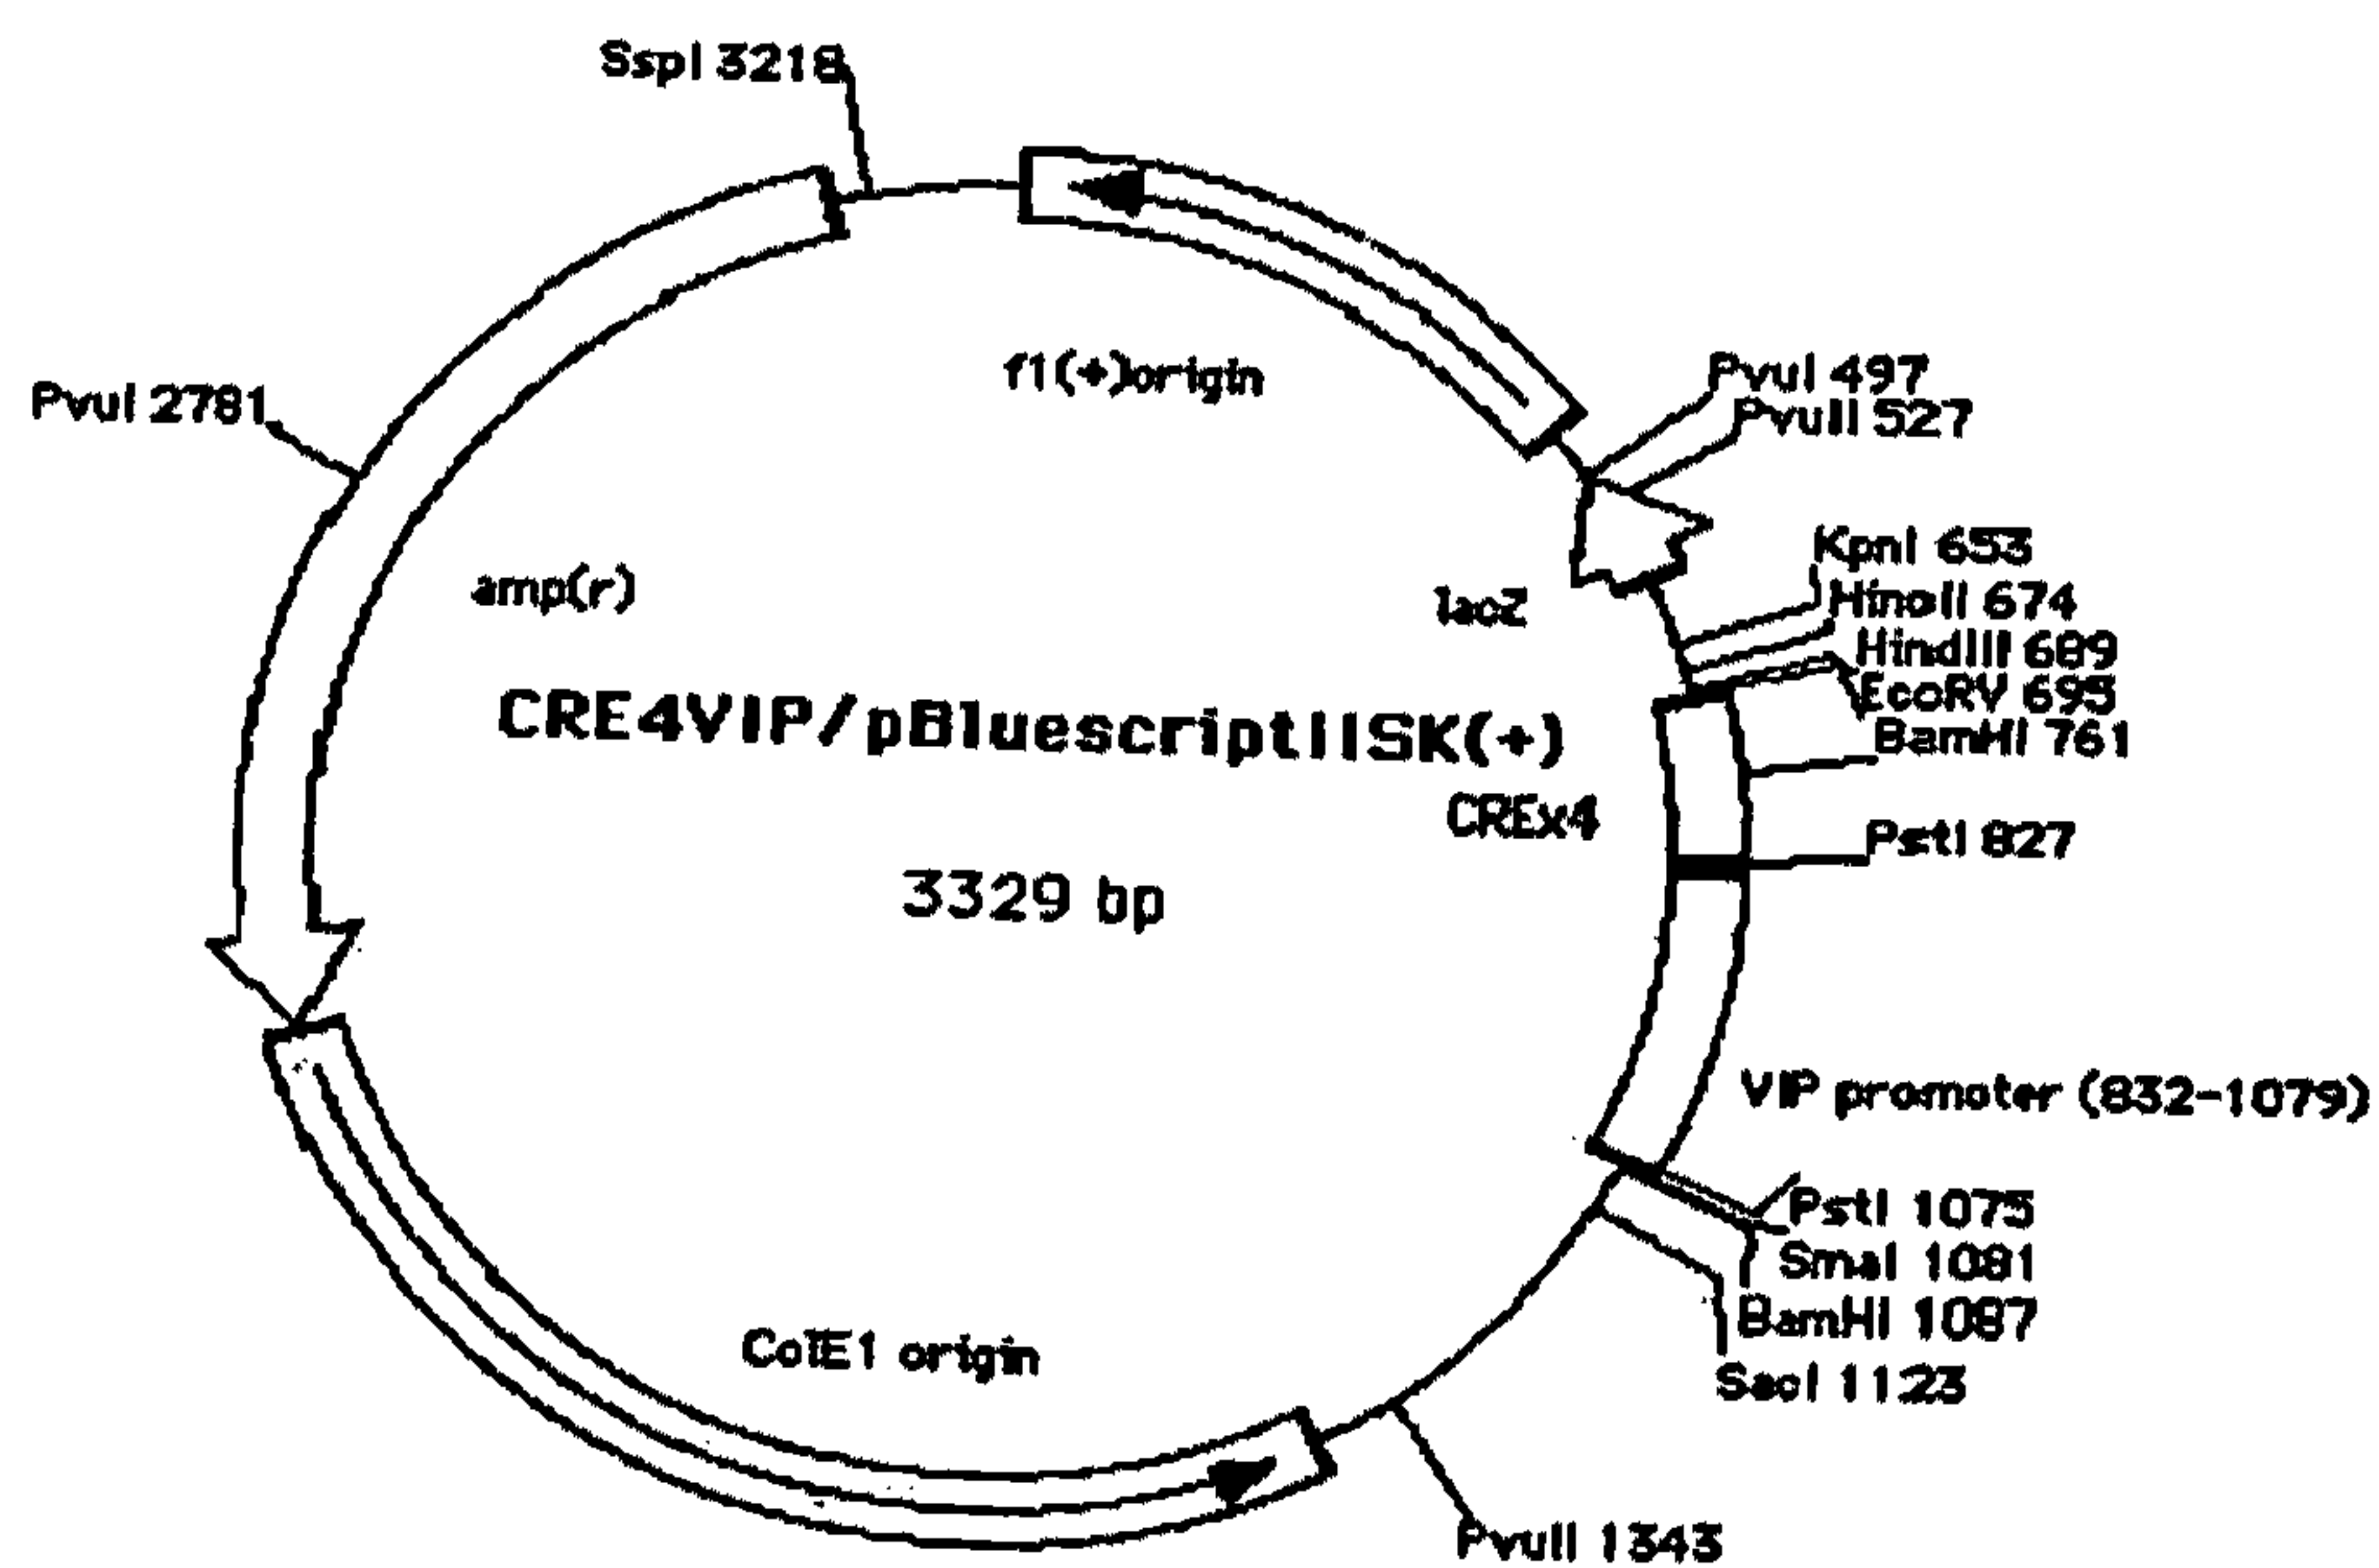 SspI 3218
PvuI 2781
f1(+)origin
PvuI 497
PvuII 527
amp(r)
lacZ
KpnI 653
HincII 674
HindIII 689
EcoRV 695
BamHI 761
CRE4VIP/pBluescriptIISK(+)
CREx4
PstI 827
3329 bp
VIP promoter (832-1079)
PstI 1075
SmaI 1081
BamHI 1087
SacI 1123
ColE1 origin
PvuII 1343